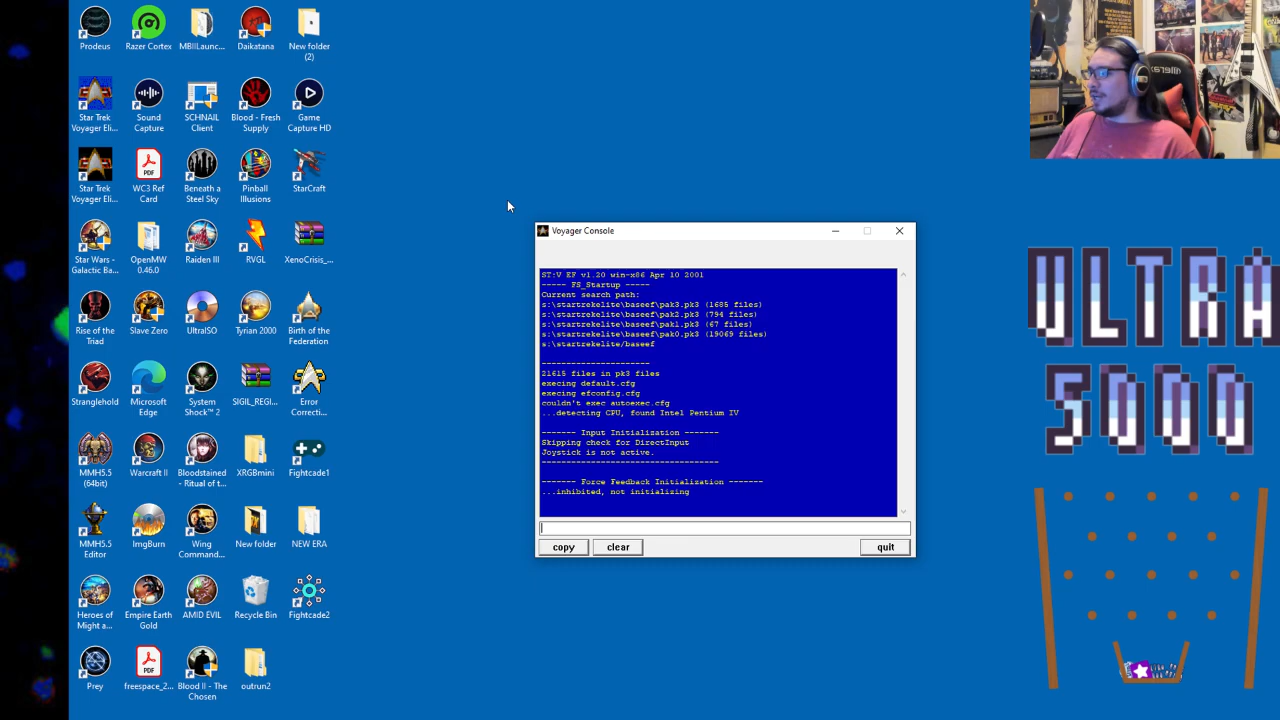 Prodeus
Razer Cortex
MBIILaunc...
Daikatana
New folder
(2)
Star Trek
Voyager Eli...
Sound
Capture
SCHNAIL
Client
Blood - Fresh
Supply
Game
Capture HD
Star Trek
Voyager Eli...
WC3 Ref
Card
Beneath a
Steel Sky
Pinball
Illusions
StarCraft
Star Wars -
Galactic Ba...
OpenMW
0.46.0
Raiden III
RVGL
XenoCrisis_...
Rise of the
Triad
Slave Zero
UltraISO
Tyrian 2000
Birth of the
Federation
Stranglehold
Microsoft
Edge
System
Shock™ 2
SIGIL_REGI...
Error
Correcti...
MMH5.5
(64bit)
Warcraft II
Bloodstained
- Ritual of t...
XRGBmini
Fightcade1
MMH5.5
Editor
ImgBurn
Wing
Command...
New folder
NEW ERA
Heroes of
Might a...
Empire Earth
Gold
AMID EVIL
Recycle Bin
Fightcade2
Prey
freespace_2...
Blood II - The
Chosen
outrun2
PDF
PDF
Voyager Console
ST:V EF v1.20 win-x86 Apr 10 2001
----- FS_Startup -----
Current search path:
s:\startrekelite\baseef\pak3.pk3 (1685 files)
s:\startrekelite\baseef\pak2.pk3 (794 files)
s:\startrekelite\baseef\pak1.pk3 (67 files)
s:\startrekelite\baseef\pak0.pk3 (19069 files)
s:\startrekelite/baseef
----------------------
21615 files in pk3 files
execing default.cfg
execing efconfig.cfg
couldn't exec autoexec.cfg
...detecting CPU, found Intel Pentium IV
------- Input Initialization -------
Skipping check for DirectInput
Joystick is not active.
------------------------------------
------- Force Feedback Initialization -------
...inhibited, not initializing
copy
clear
quit
ULTRA
5000